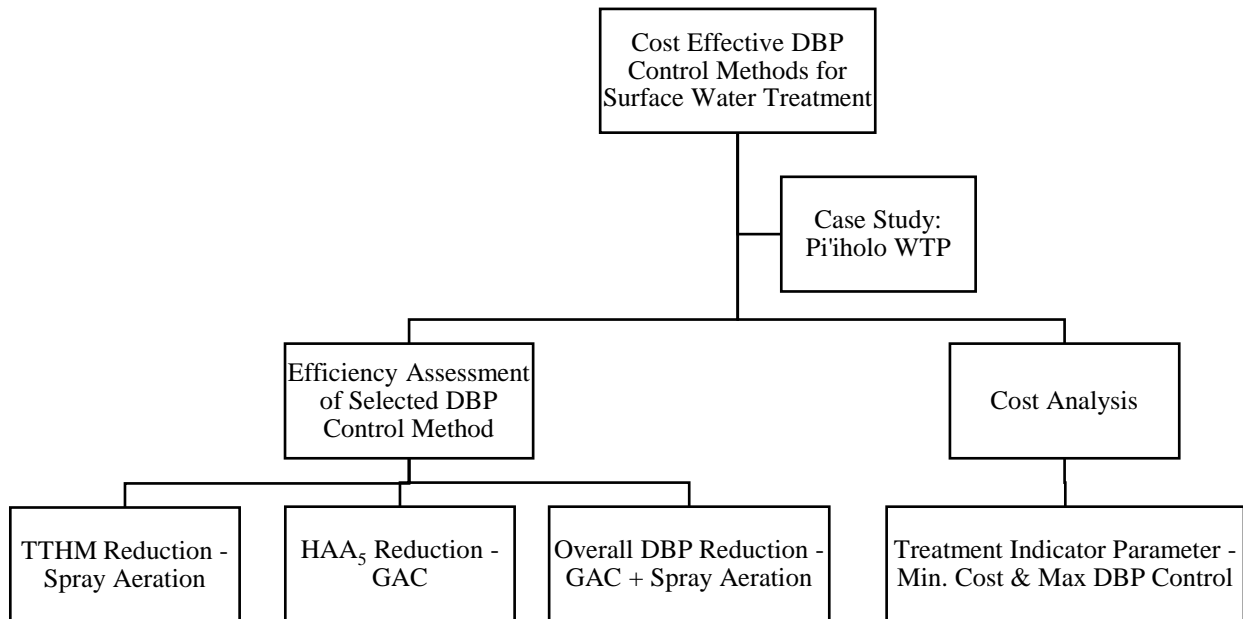 Cost Effective DBP
Control Methods for
Surface Water Treatment
Case Study:
Pi'iholo WTP
Efficiency Assessment
of Selected DBP
Control Method
Cost Analysis
TTHM Reduction -
Spray Aeration
HAA5 Reduction -
GAC
Overall DBP Reduction -
GAC + Spray Aeration
Treatment Indicator Parameter -
Min. Cost & Max DBP Control